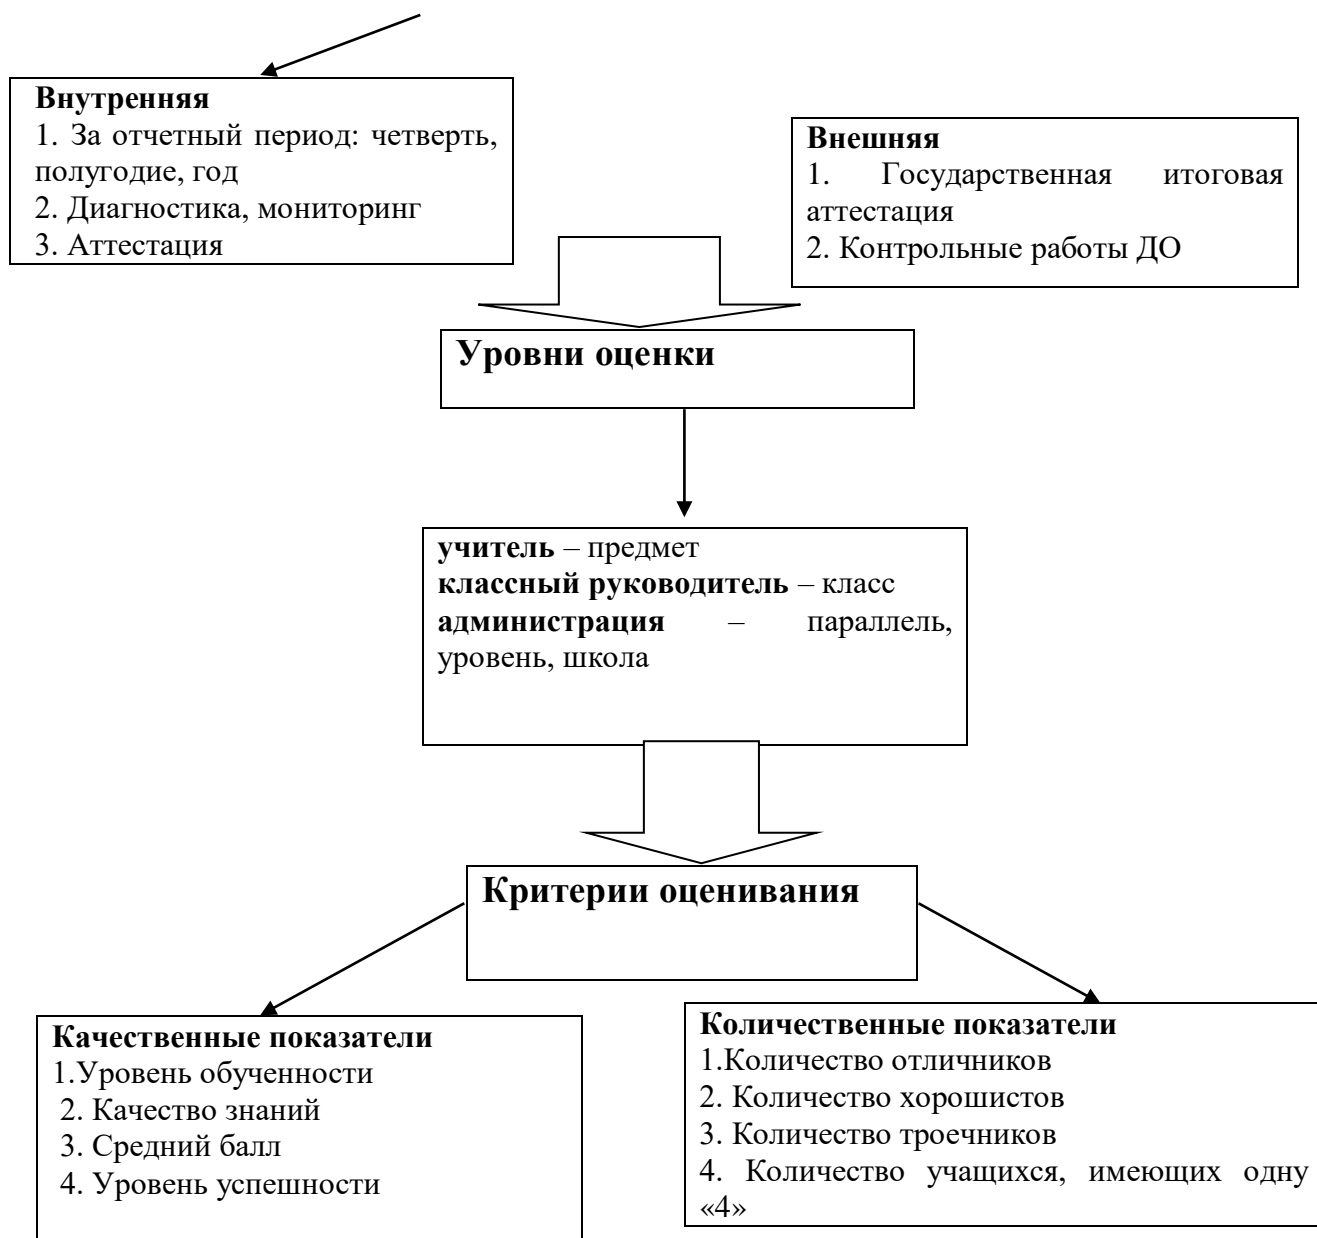 Внутренняя
1. За отчетный период: четверть,
полугодие, год
2. Диагностика, мониторинг
3. Аттестация
Внешняя
1. Государственная итоговая
аттестация
2. Контрольные работы ДО
Уровни оценки
учитель – предмет
классный руководитель – класс
администрация – параллель,
уровень, школа
Критерии оценивания
Качественные показатели
1.Уровень обученности
2. Качество знаний
3. Средний балл
4. Уровень успешности
Количественные показатели
1.Количество отличников
2. Количество хорошистов
3. Количество троечников
4. Количество учащихся, имеющих одну
«4»